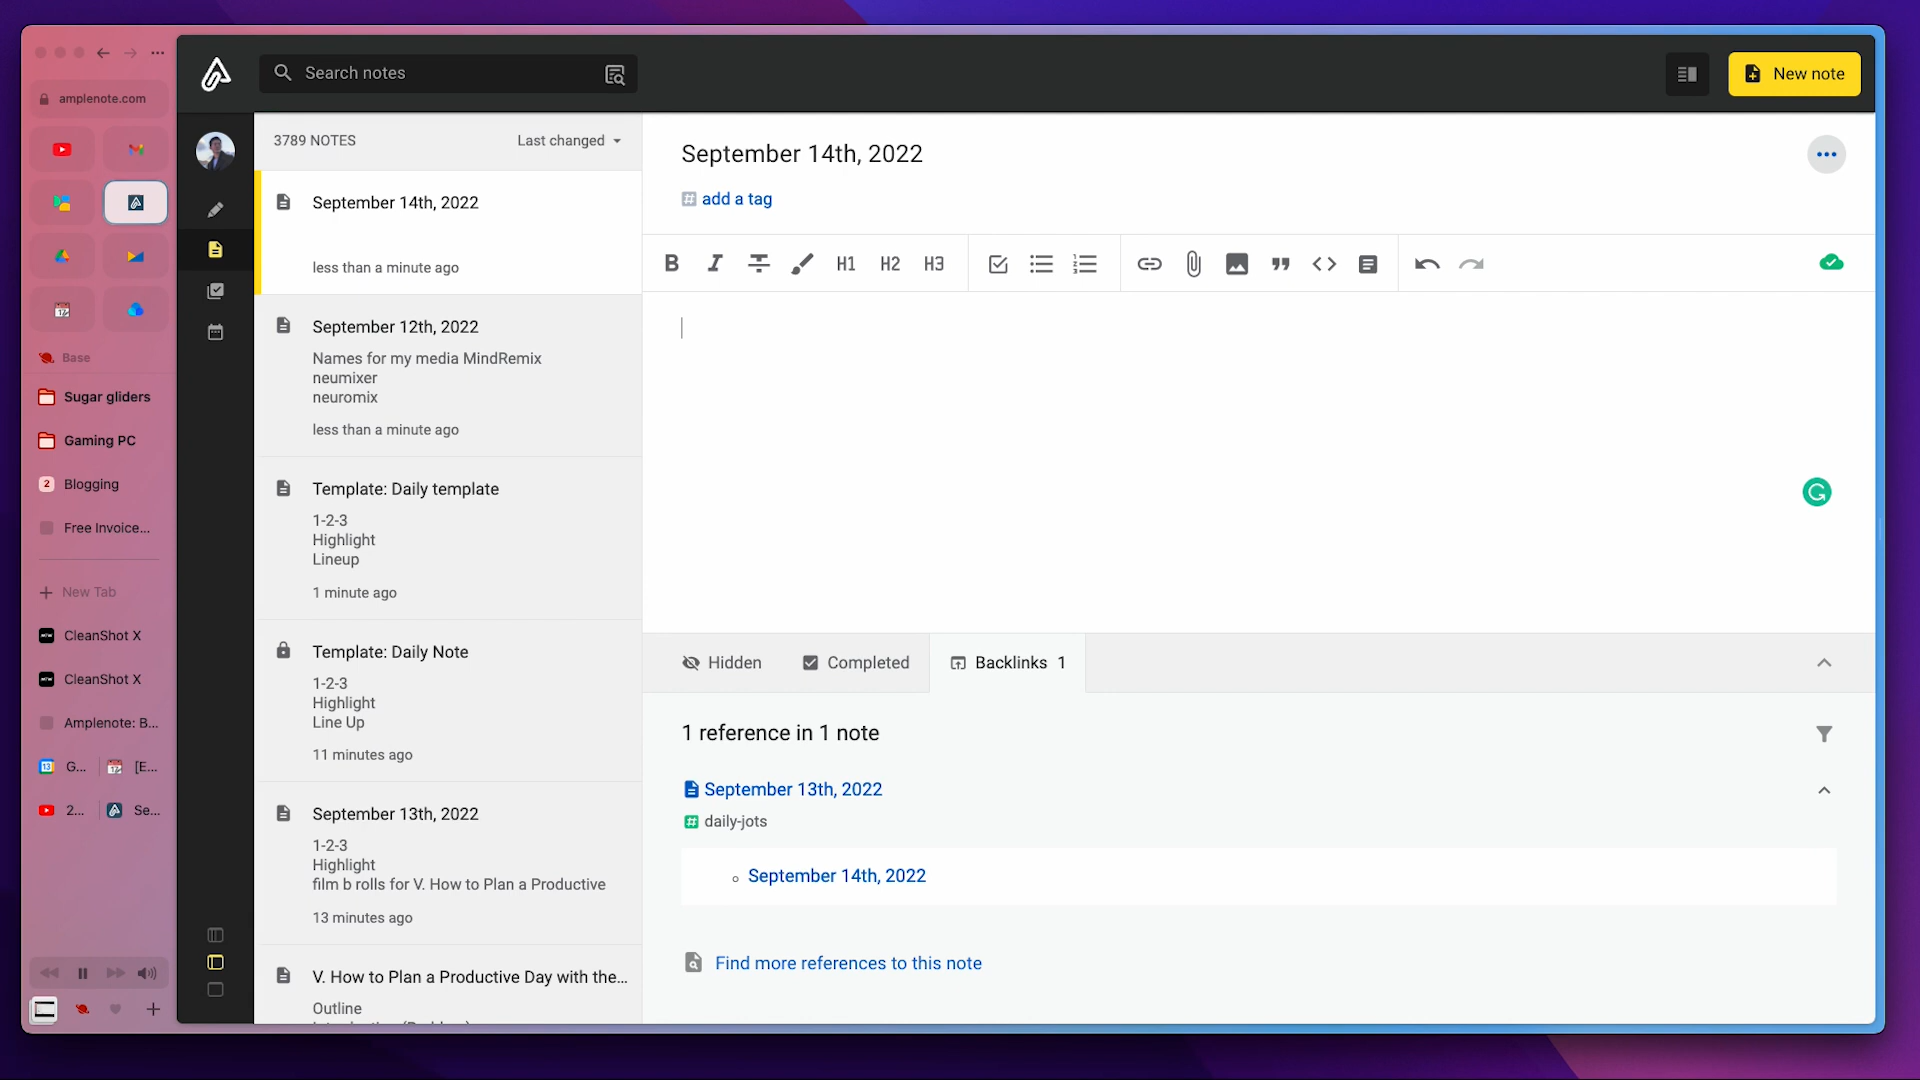 amplenote.com
Base
Sugar gliders
Gaming PC
2 Blogging
Free Invoice...
New Tab
CleanShot X
CleanShot X
Amplenote: B...
13 G... 17 [E...
2... Se...
Search notes
New note
3789 NOTES
Last changed
September 14th, 2022
less than a minute ago
September 12th, 2022
Names for my media MindRemix
neumixer
neuromix
less than a minute ago
Template: Daily template
1-2-3
Highlight
Lineup
1 minute ago
Template: Daily Note
1-2-3
Highlight
Line Up
11 minutes ago
September 13th, 2022
1-2-3
Highlight
film b rolls for V. How to Plan a Productive
13 minutes ago
V. How to Plan a Productive Day with the...
Outline
September 14th, 2022
add a tag
B I H1 H2 H3
Hidden
Completed
Backlinks 1
1 reference in 1 note
September 13th, 2022
daily-jots
September 14th, 2022
Find more references to this note